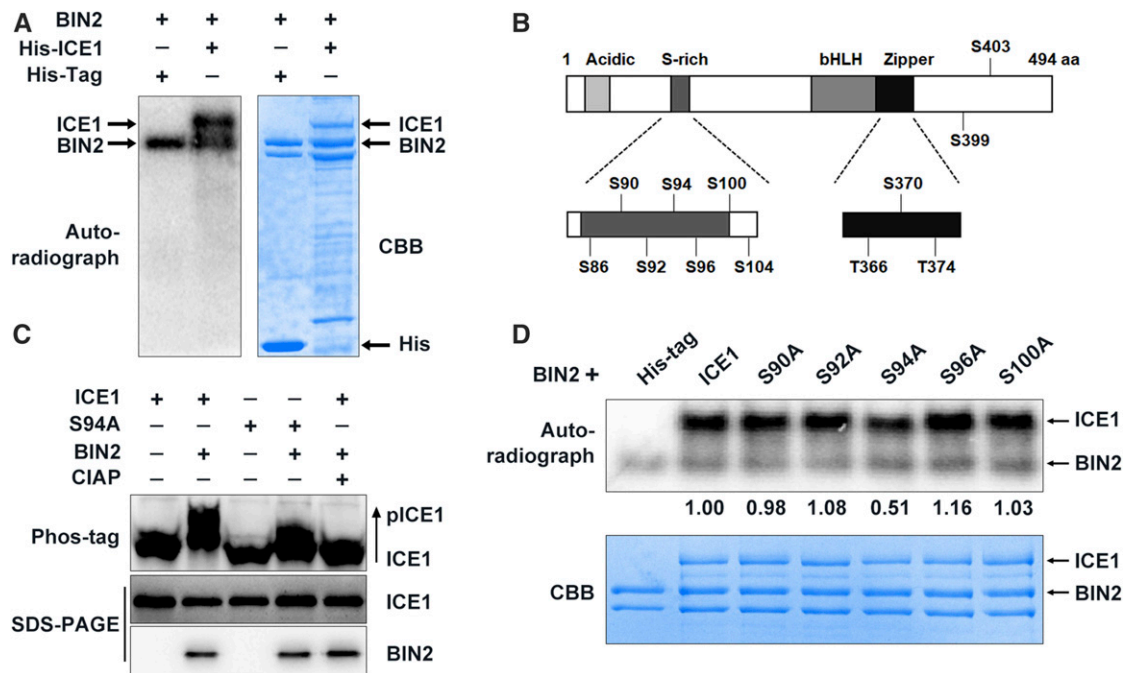 A
BIN2 + + + +
His-ICE1 – + – +
His-Tag + – + –
ICE1
BIN2
ICE1
BIN2
Auto-
radiograph
CBB
His
B
1 Acidic S-rich bHLH Zipper S403 494 aa
S399
S90 S94 S100
S86 S92 S96 S104
S370
T366 T374
C
ICE1 + + – – +
S94A – – + + –
BIN2 – + – + +
CIAP – – – – +
Phos-tag
pICE1
ICE1
SDS-PAGE
ICE1
BIN2
D
BIN2 + His-tag ICE1 S90A S92A S94A S96A S100A
Auto-
radiograph
ICE1
BIN2
1.00 0.98 1.08 0.51 1.16 1.03
CBB
ICE1
BIN2